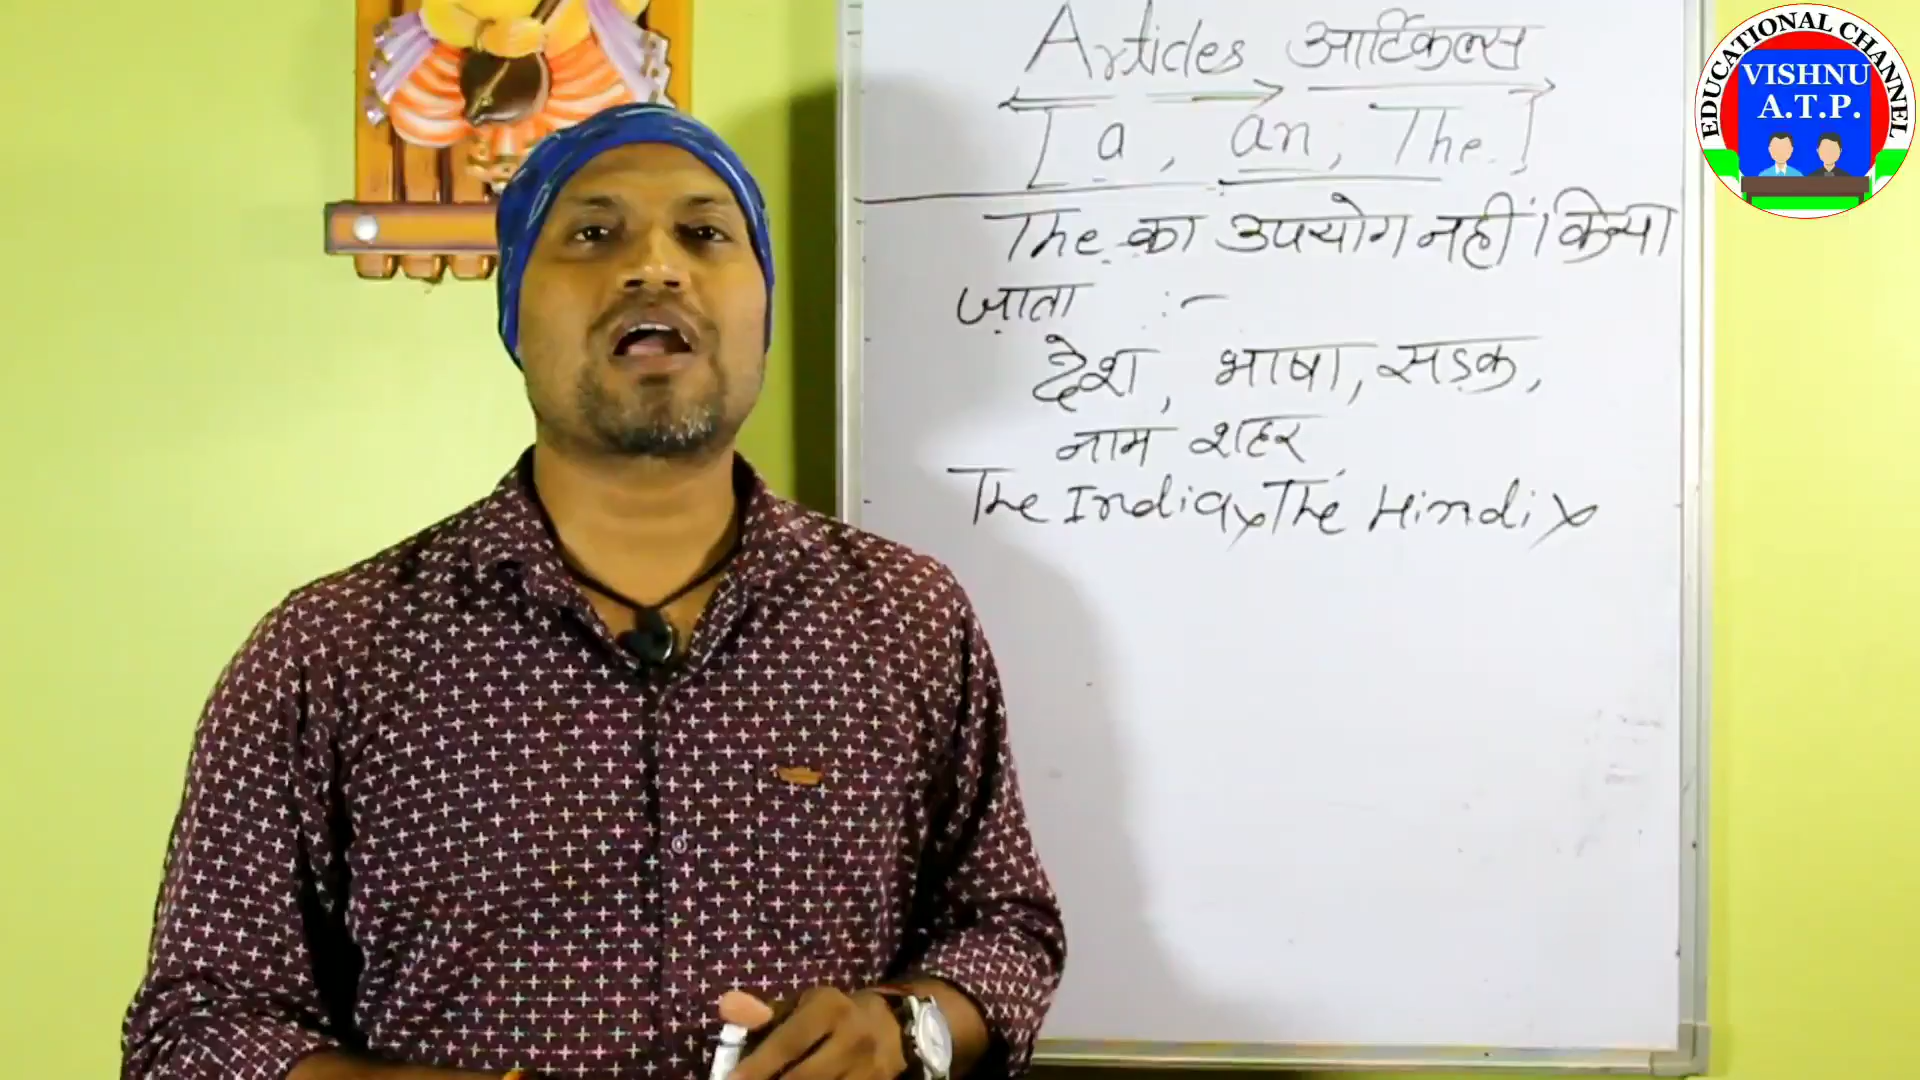 Articles आर्टिकल्स
[ a , an, The. ]
The का उपयोग नहीं किया
जाता :-
देश, भाषा, सड़क,
नाम शहर
The India x The Hindi x
EDUCATIONAL CHANNEL
VISHNU
A.T.P.